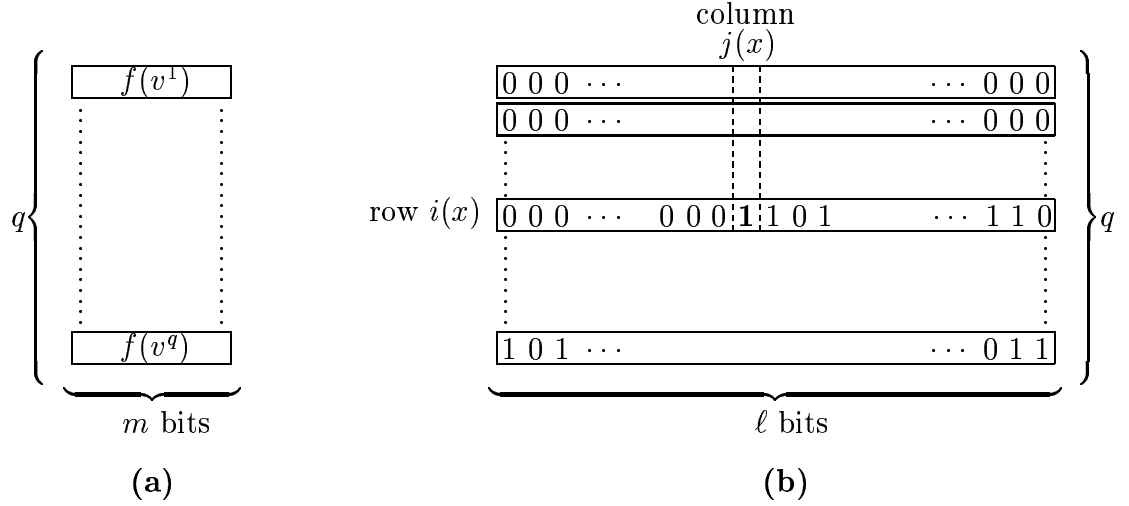 f(v¹)
q
f(v^q)
m bits
(a)
column
j(x)
0 0 0 ··· ··· 0 0 0
0 0 0 ··· ··· 0 0 0
row i(x) 0 0 0 ··· 0 0 0 1 1 0 1 ··· 1 1 0
q
1 0 1 ··· ··· 0 1 1
ℓ bits
(b)